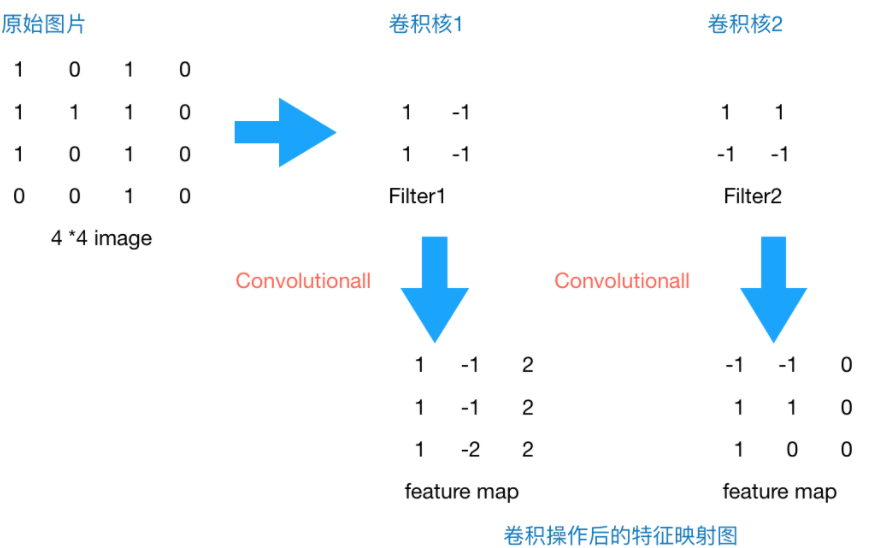 原始图片 卷积核1 卷积核2
1 0 1 0
1 1 1 0 1 -1 1 1
1 0 1 0 1 -1 -1 -1
0 0 1 0 Filter1 Filter2
4 *4 image
Convolutionall Convolutionall
1 -1 2 -1 -1 0
1 -1 2 1 1 0
1 -2 2 1 0 0
feature map feature map
卷积操作后的特征映射图